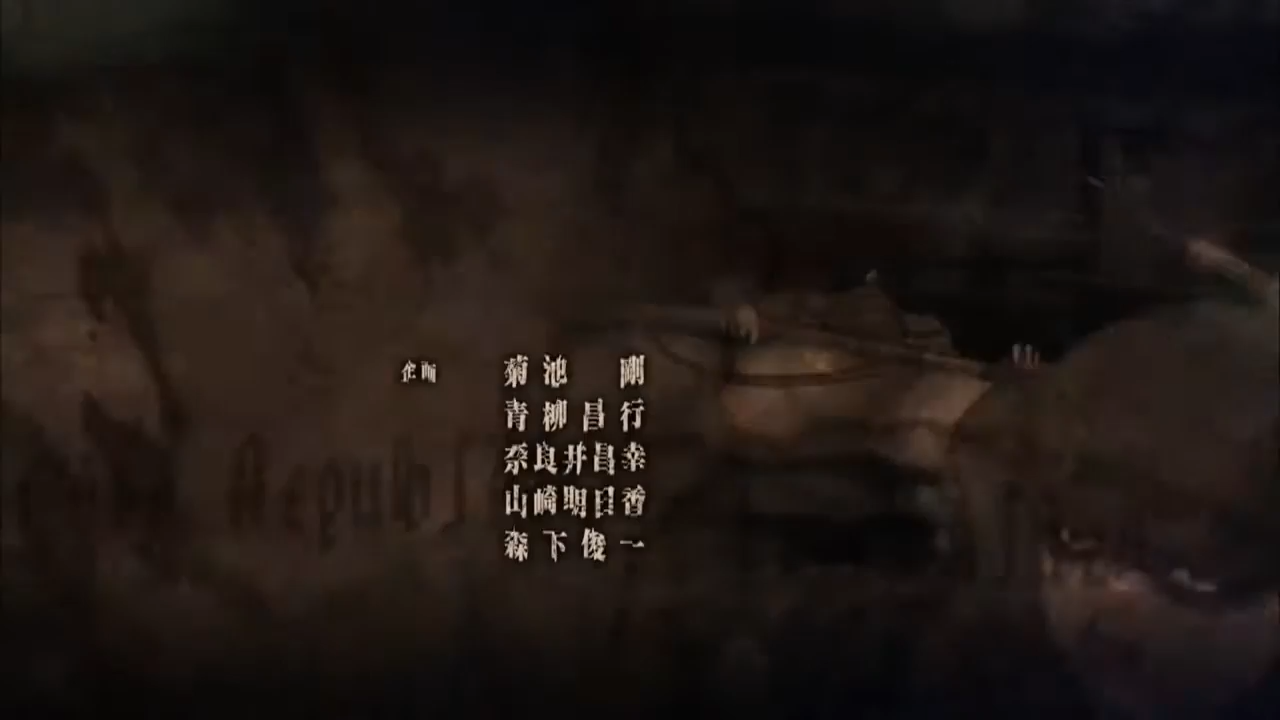 企画 菊池 剛
青柳昌行
奈良井昌幸
山崎明日香
森下俊一
Republ